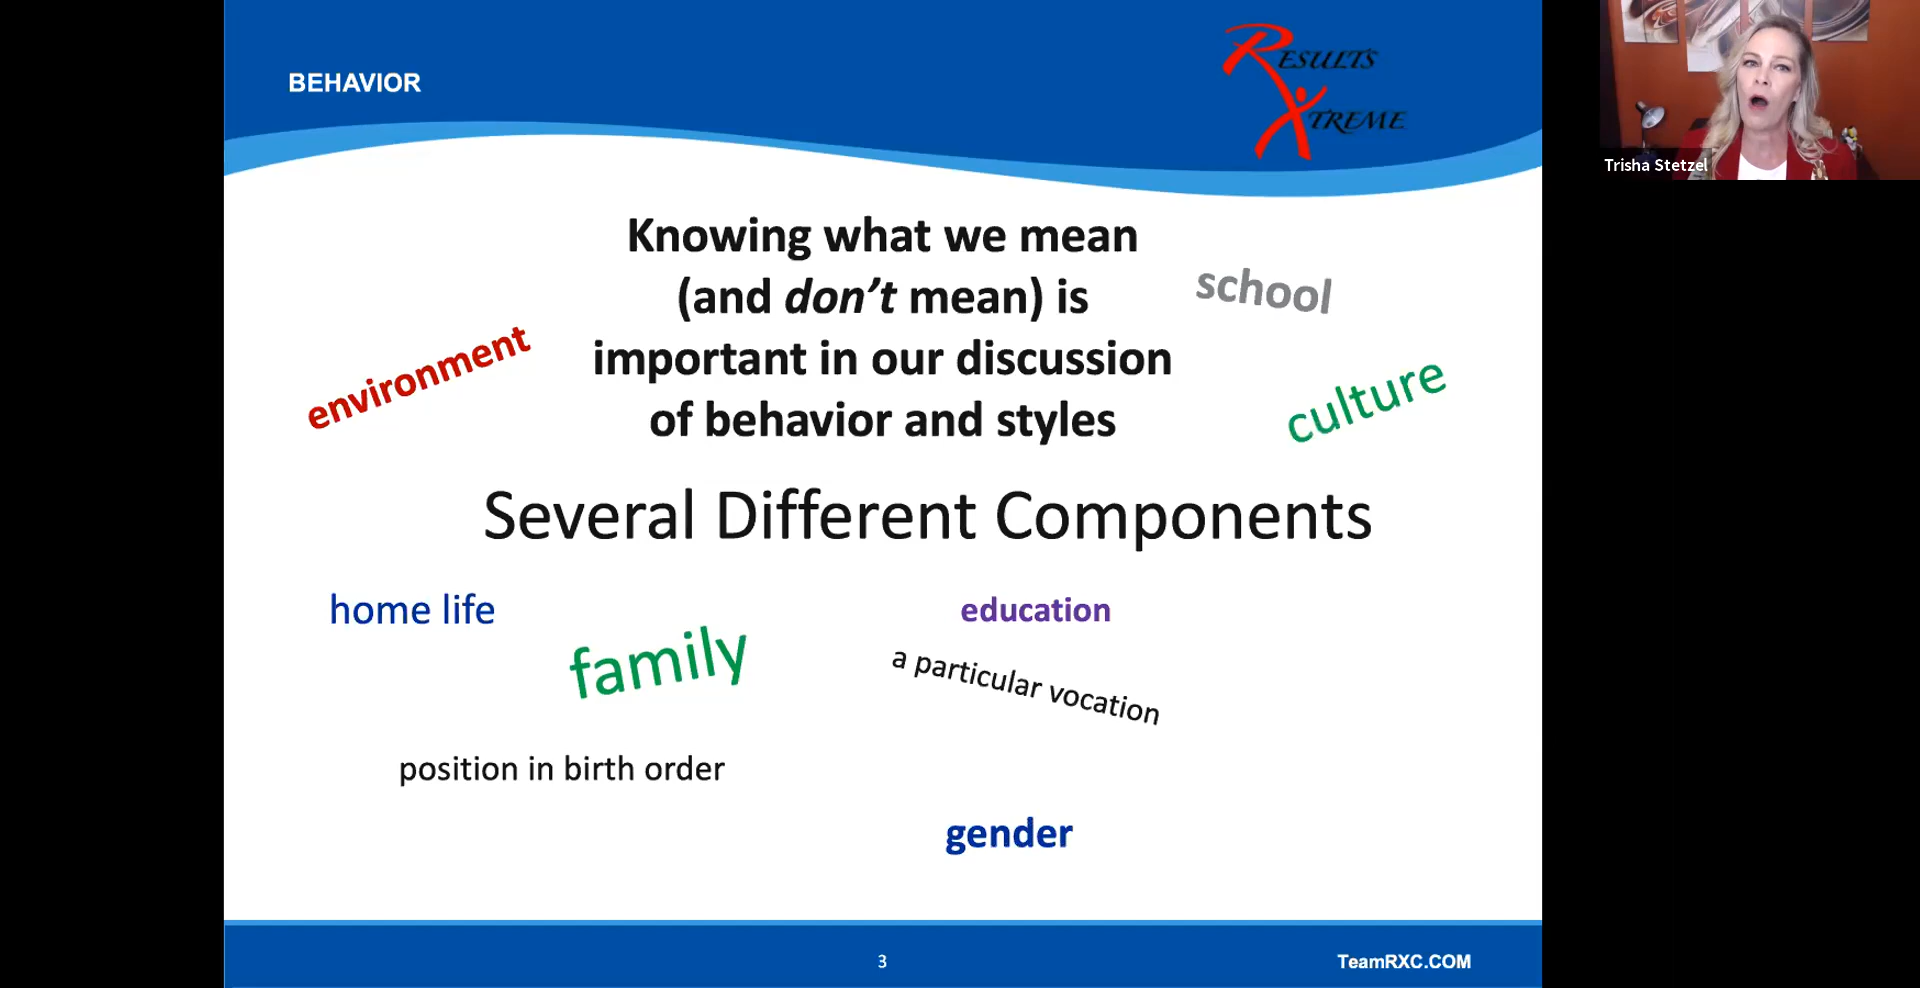 BEHAVIOR
RESULTS
XTREME
Trisha Stetzel
Knowing what we mean
(and don’t mean) is
important in our discussion
of behavior and styles
school
environment
culture
Several Different Components
home life
education
family
a particular vocation
position in birth order
gender
3
TeamRXC.COM